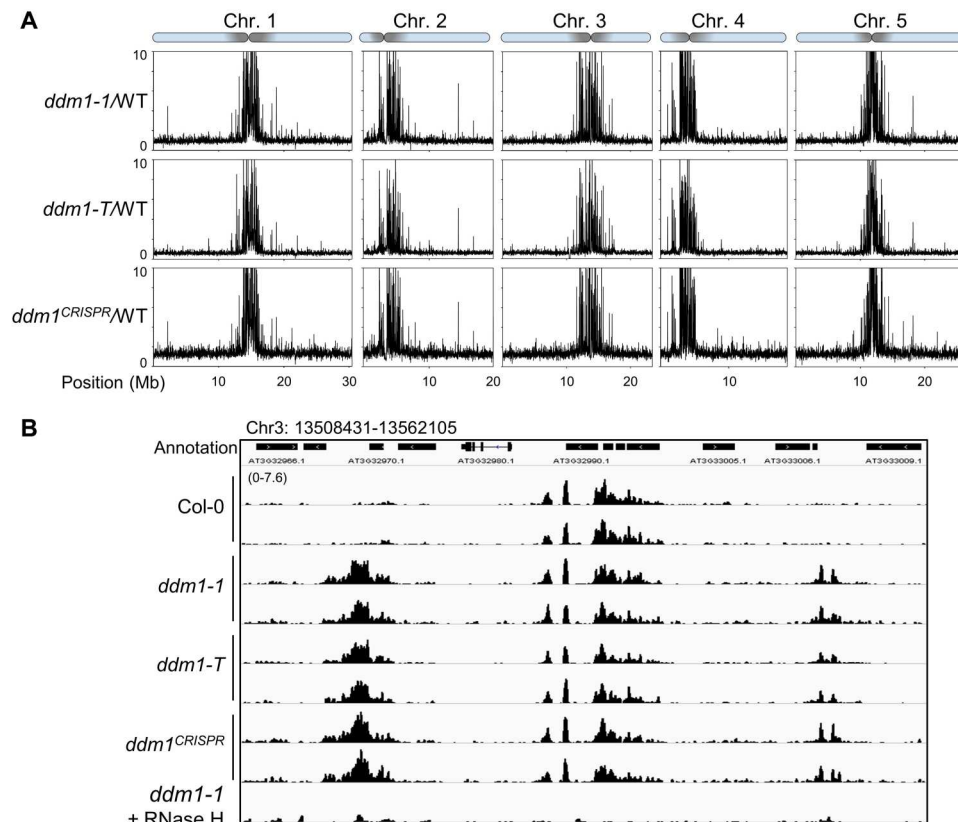 A
Chr. 1 Chr. 2 Chr. 3 Chr. 4 Chr. 5
10
ddm1-1/WT
0
10
ddm1-T/WT
0
10
ddm1CRISPR/WT
0
Position (Mb) 10 20 30 10 20 10 20 10 10 20
B
Chr3: 13508431-13562105
Annotation
AT3G32966.1 AT3G32970.1 AT3G32980.1 AT3G32990.1 AT3G33005.1 AT3G33006.1 AT3G33009.1
(0-7.6)
Col-0
ddm1-1
ddm1-T
ddm1CRISPR
ddm1-1
+ RNase H